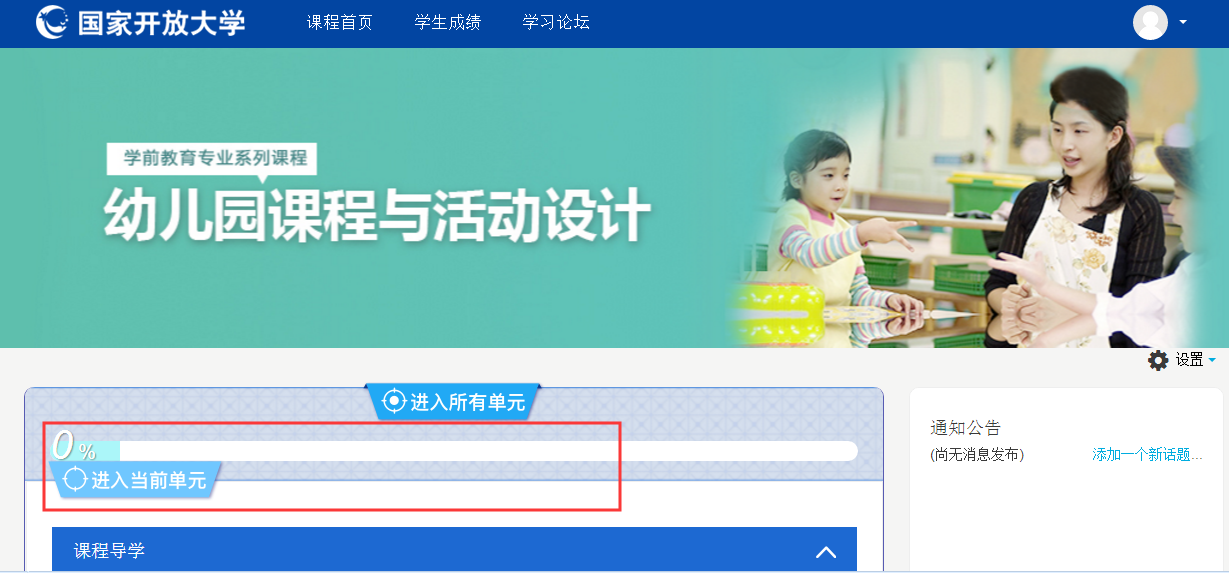 国家开放大学 课程首页 学生成绩 学习论坛
学前教育专业系列课程
幼儿园课程与活动设计
设置
进入所有单元
0%
进入当前单元
通知公告
(尚无消息发布) 添加一个新话题...
课程导学